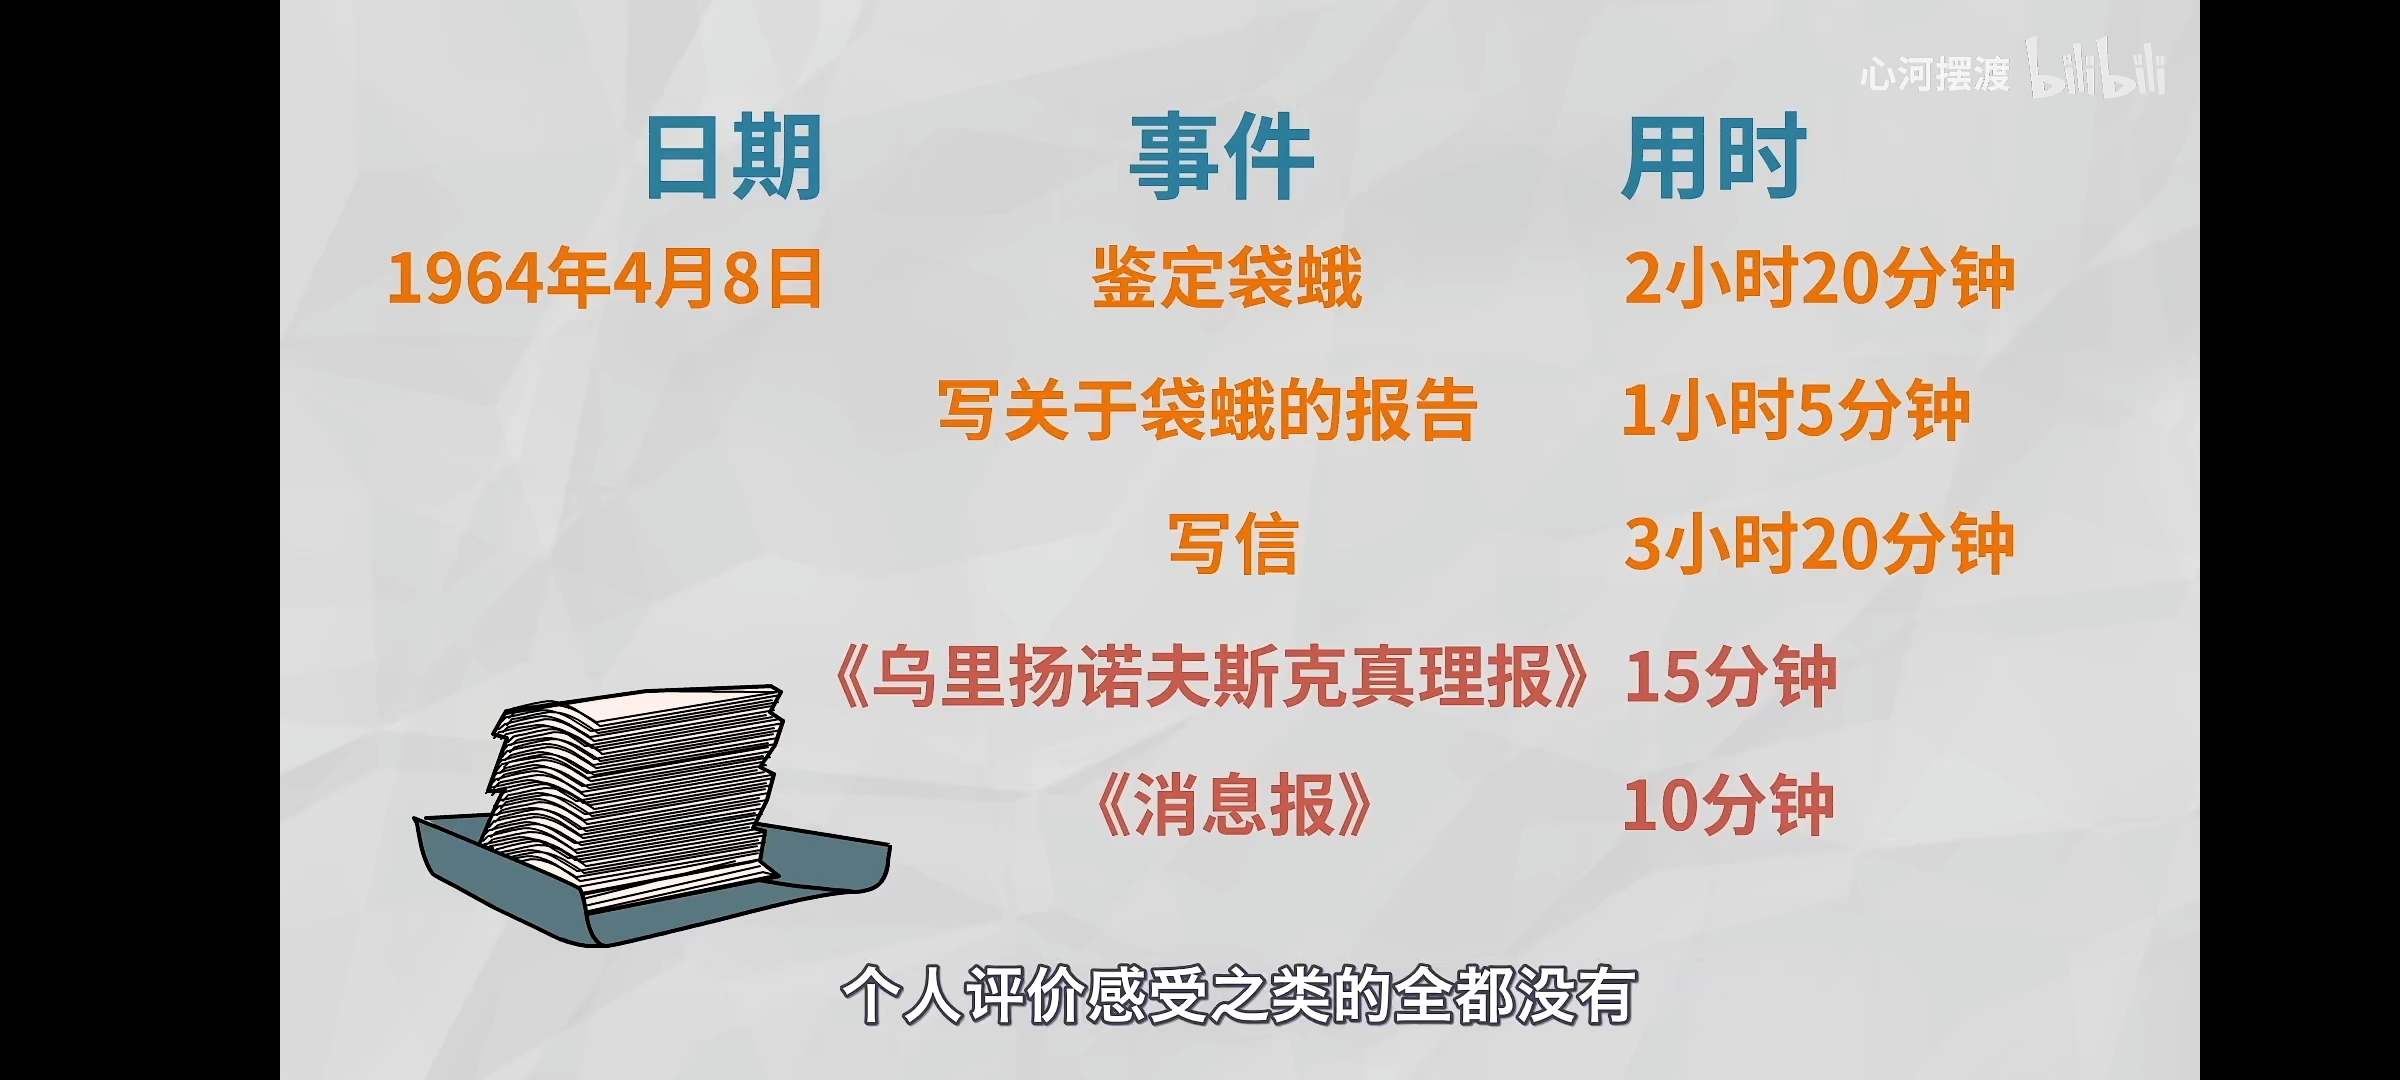 心河摆渡 bilibili
日期 事件 用时
1964年4月8日 鉴定袋蛾 2小时20分钟
写关于袋蛾的报告 1小时5分钟
写信 3小时20分钟
《乌里扬诺夫斯克真理报》 15分钟
《消息报》 10分钟
个人评价感受之类的全都没有